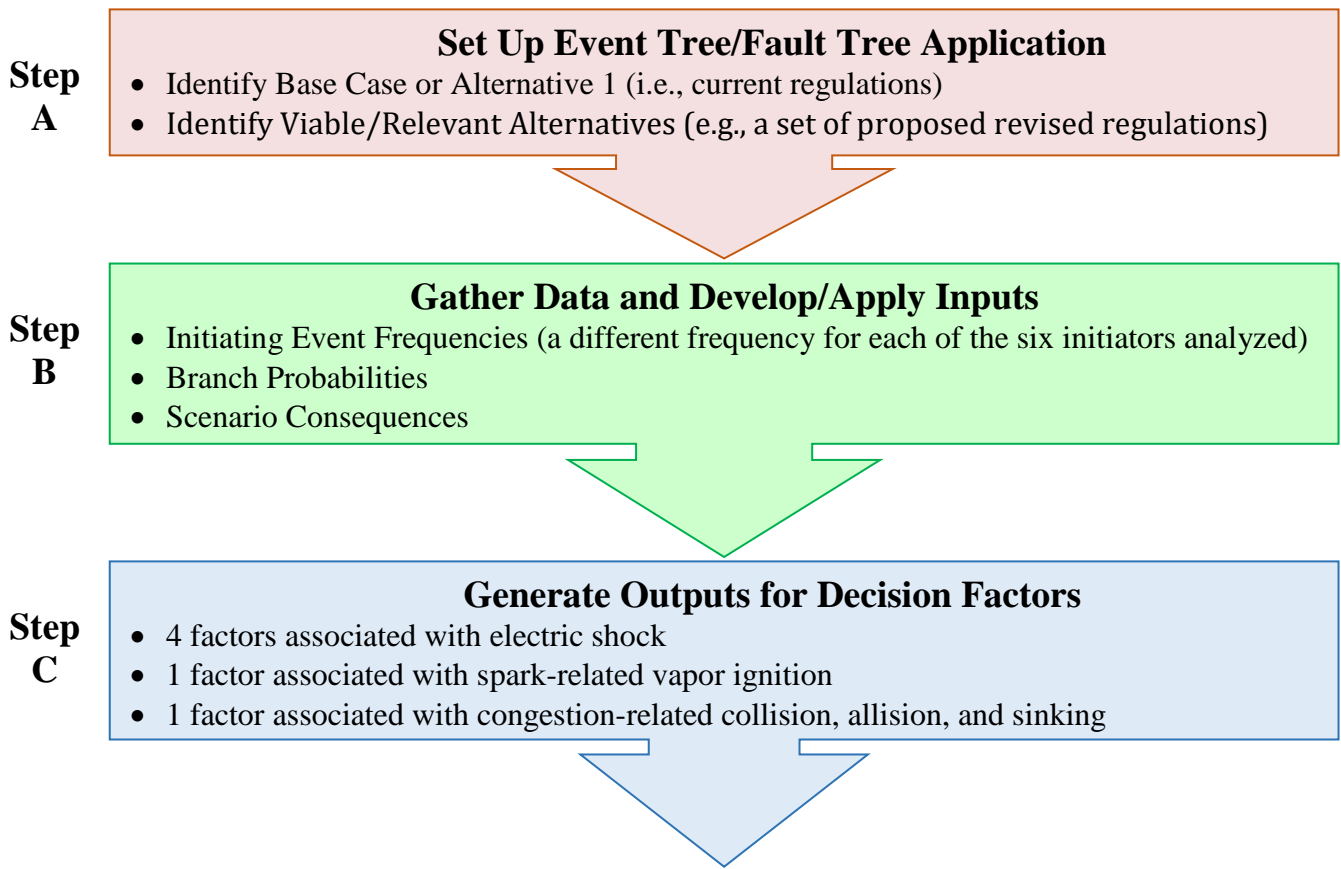 Set Up Event Tree/Fault Tree Application
Step
A
• Identify Base Case or Alternative 1 (i.e., current regulations)
• Identify Viable/Relevant Alternatives (e.g., a set of proposed revised regulations)
Gather Data and Develop/Apply Inputs
Step
B
• Initiating Event Frequencies (a different frequency for each of the six initiators analyzed)
• Branch Probabilities
• Scenario Consequences
Generate Outputs for Decision Factors
Step
C
• 4 factors associated with electric shock
• 1 factor associated with spark-related vapor ignition
• 1 factor associated with congestion-related collision, allision, and sinking